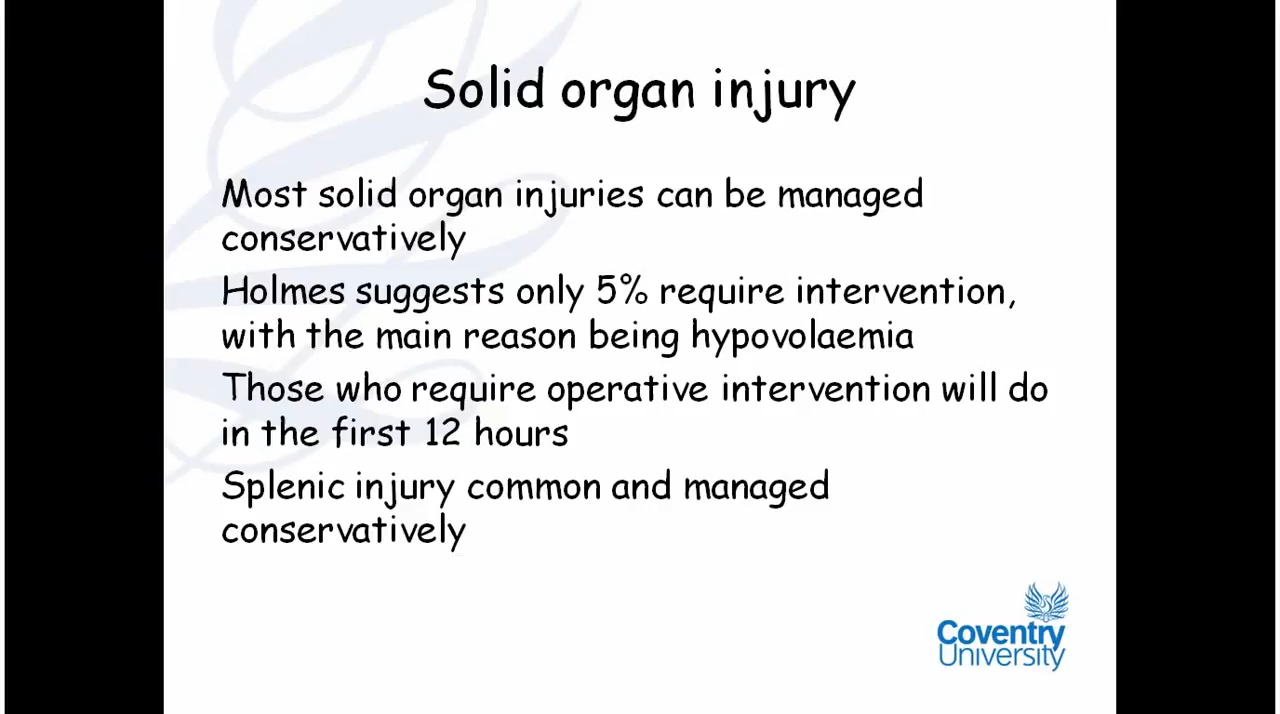 Solid organ injury
Most solid organ injuries can be managed
conservatively
Holmes suggests only 5% require intervention,
with the main reason being hypovolaemia
Those who require operative intervention will do
in the first 12 hours
Splenic injury common and managed
conservatively
Coventry
University